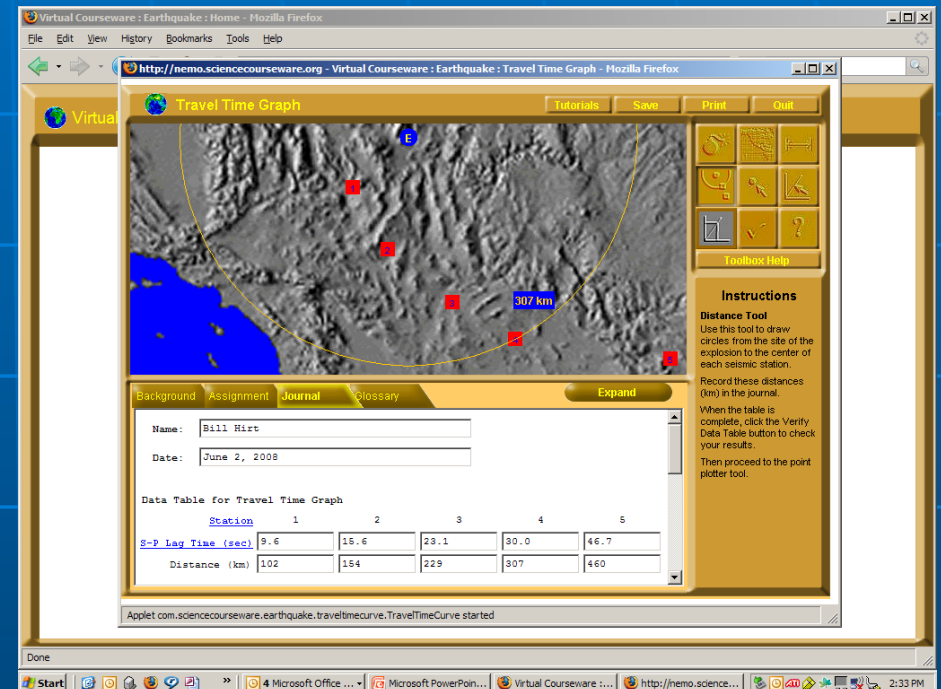 Virtual Courseware : Earthquake : Home - Mozilla Firefox
File Edit View History Bookmarks Tools Help
http://nemo.sciencecourseware.org - Virtual Courseware : Earthquake : Travel Time Graph - Mozilla Firefox
Virtual
Travel Time Graph
Tutorials Save Print Quit
E
1
2
3
307 km
4
5
Toolbox Help
Instructions
Distance Tool
Use this tool to draw
circles from the site of the
explosion to the center of
each seismic station.
Record these distances
(km) in the journal.
When the table is
complete, click the Verify
Data Table button to check
your results.
Then proceed to the point
plotter tool.
Background Assignment Journal Glossary Expand
Name: Bill Hirt
Date: June 2, 2008
Data Table for Travel Time Graph
Station 1 2 3 4 5
S-P Lag Time (sec) 9.6 15.6 23.1 30.0 46.7
Distance (km) 102 154 229 307 460
Applet com.sciencecourseware.earthquake.traveltimecurve.TravelTimeCurve started
Done
Start » 4 Microsoft Office ... Microsoft PowerPoin... Virtual Courseware :... http://nemo.science... 2:33 PM